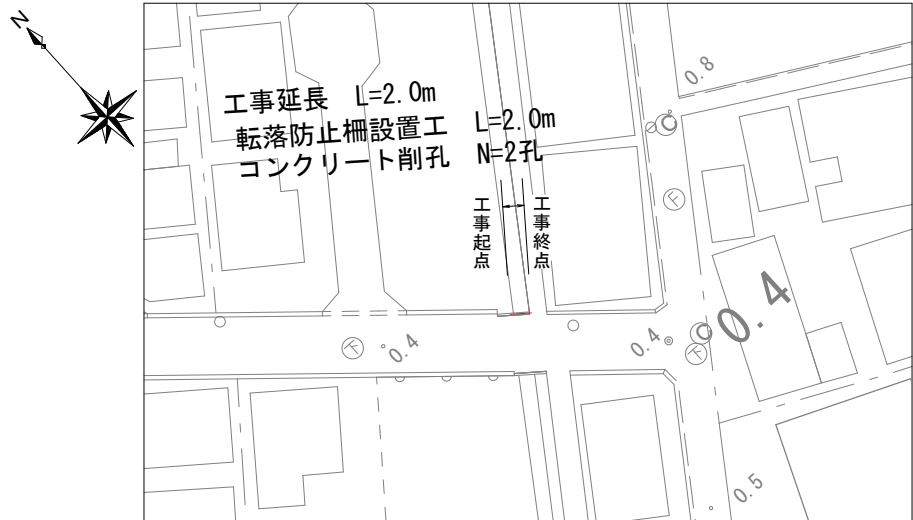 N
工事延長 L=2.0m
転落防止柵設置工 L=2.0m
コンクリート削孔 N=2孔
工事起点
工事終点
0.8
F
0.4
F
0.4
0.4
F
0.5